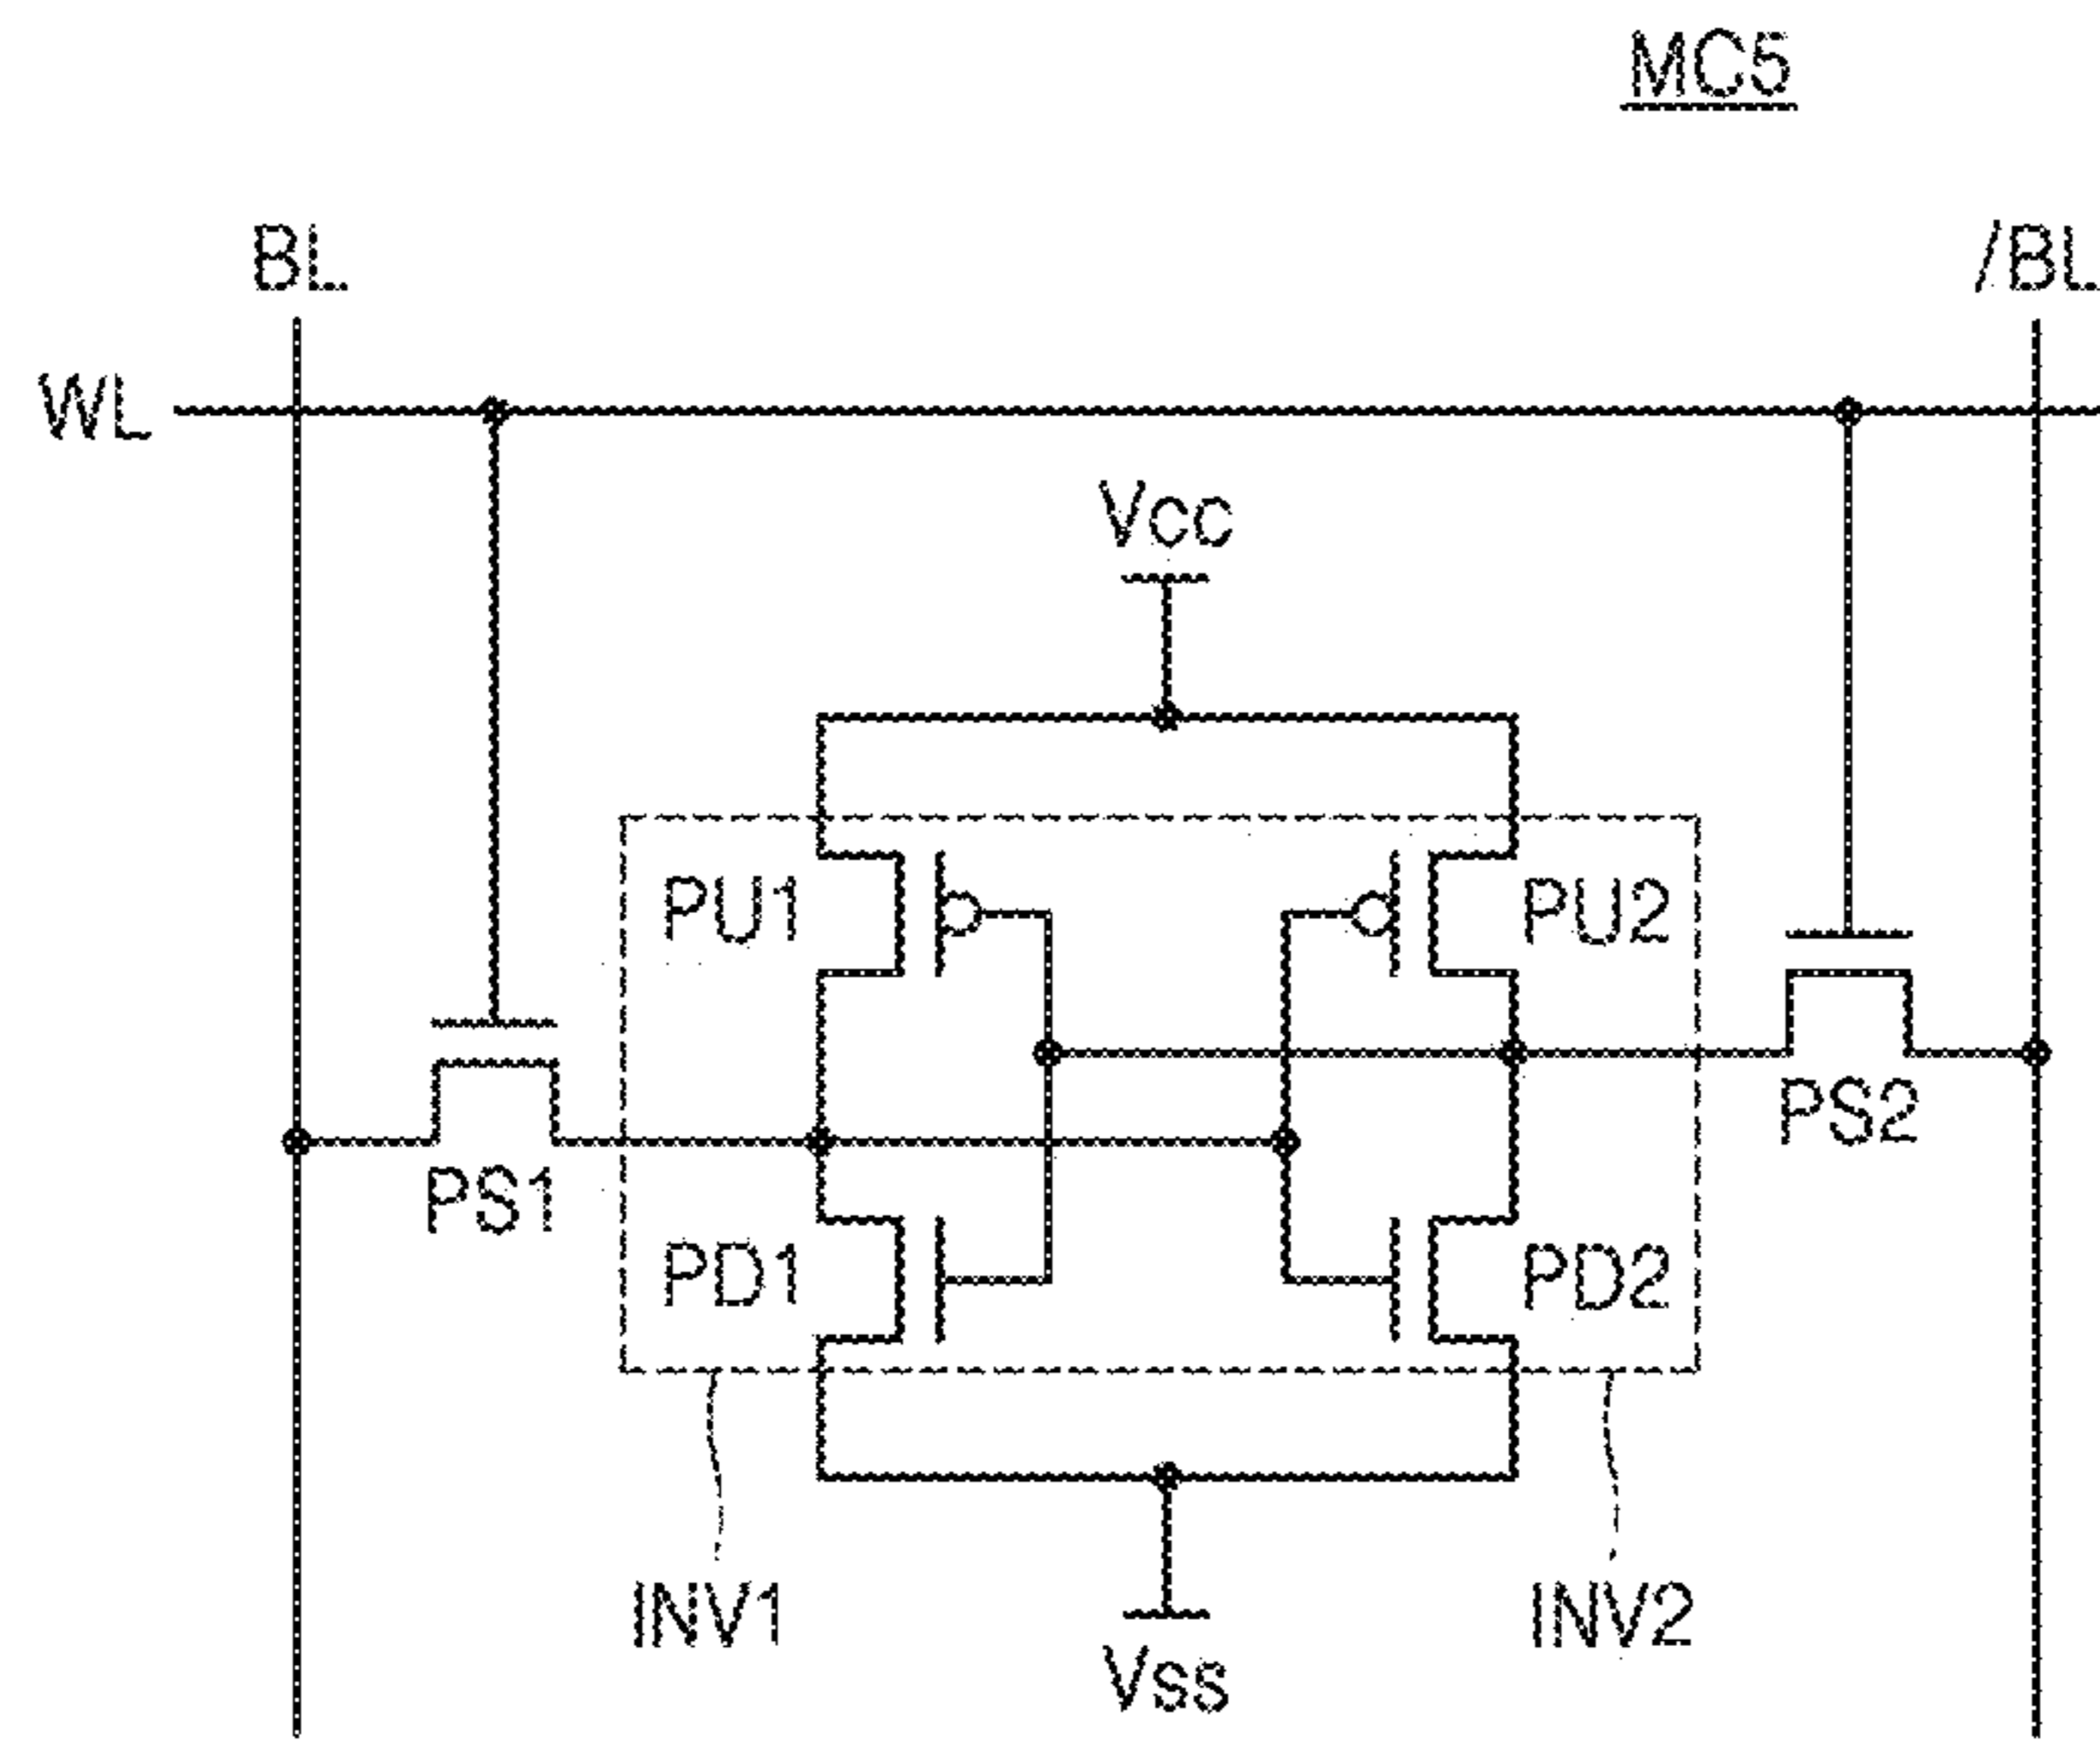 MC5
BL
/BL
WL
Vcc
PU1
PU2
PS2
PS1
PD1
PD2
INV1
INV2
Vss